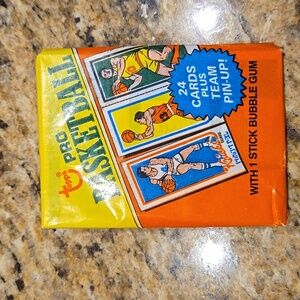 topps
PRO
BASKETBALL
24
CARDS
PLUS
TEAM
PIN-UP!
WITH 1 STICK BUBBLE GUM